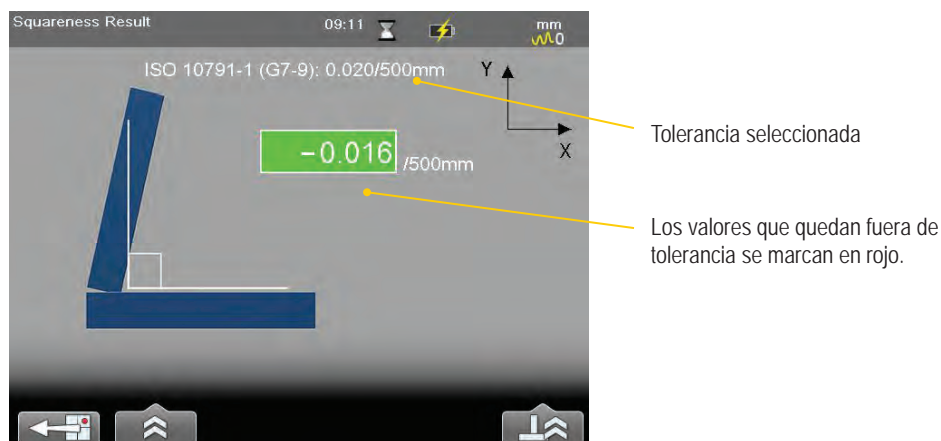 Squareness Result 09:11 mm
0
ISO 10791-1 (G7-9): 0.020/500mm Y
X
-0.016 /500mm
Tolerancia seleccionada
Los valores que quedan fuera de
tolerancia se marcan en rojo.